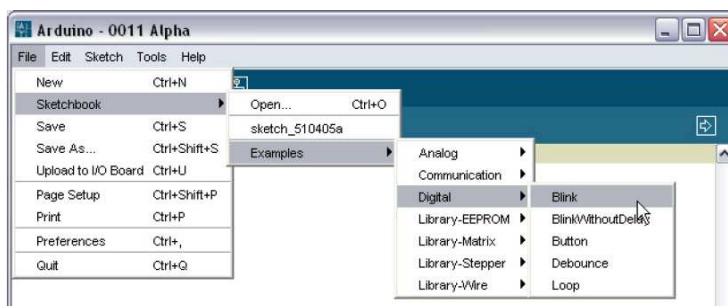 Arduino - 0011 Alpha
File Edit Sketch Tools Help
New Ctrl+N
Sketchbook
Save Ctrl+S
Save As... Ctrl+Shift+S
Upload to I/O Board Ctrl+U
Page Setup Ctrl+Shift+P
Print Ctrl+P
Preferences Ctrl+,
Quit Ctrl+Q
Open... Ctrl+O
sketch_510405a
Examples
Analog
Communication
Digital
Library-EEPROM
Library-Matrix
Library-Stepper
Library-Wire
Blink
BlinkWithoutDelay
Button
Debounce
Loop